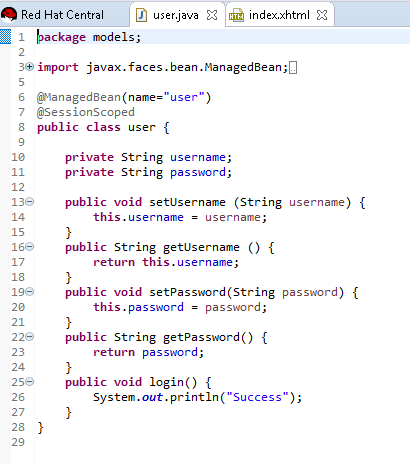 Red Hat Central user.java index.xhtml
1 package models;
2
3 import javax.faces.bean.ManagedBean;
5
6 @ManagedBean(name="user")
7 @SessionScoped
8 public class user {
9
10 private String username;
11 private String password;
12
13 public void setUsername (String username) {
14 this.username = username;
15 }
16 public String getUsername () {
17 return this.username;
18 }
19 public void setPassword(String password) {
20 this.password = password;
21 }
22 public String getPassword() {
23 return password;
24 }
25 public void login() {
26 System.out.println("Success");
27 }
28 }
29